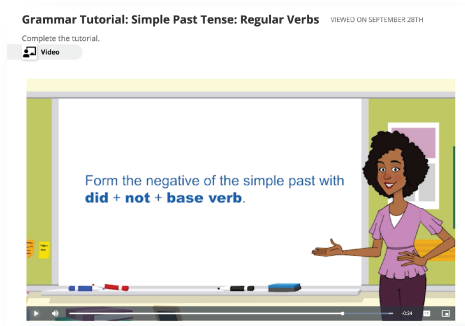 Grammar Tutorial: Simple Past Tense: Regular Verbs VIEWED ON SEPTEMBER 28TH
Complete the tutorial.
Video
Form the negative of the simple past with
did + not + base verb.
-0:24